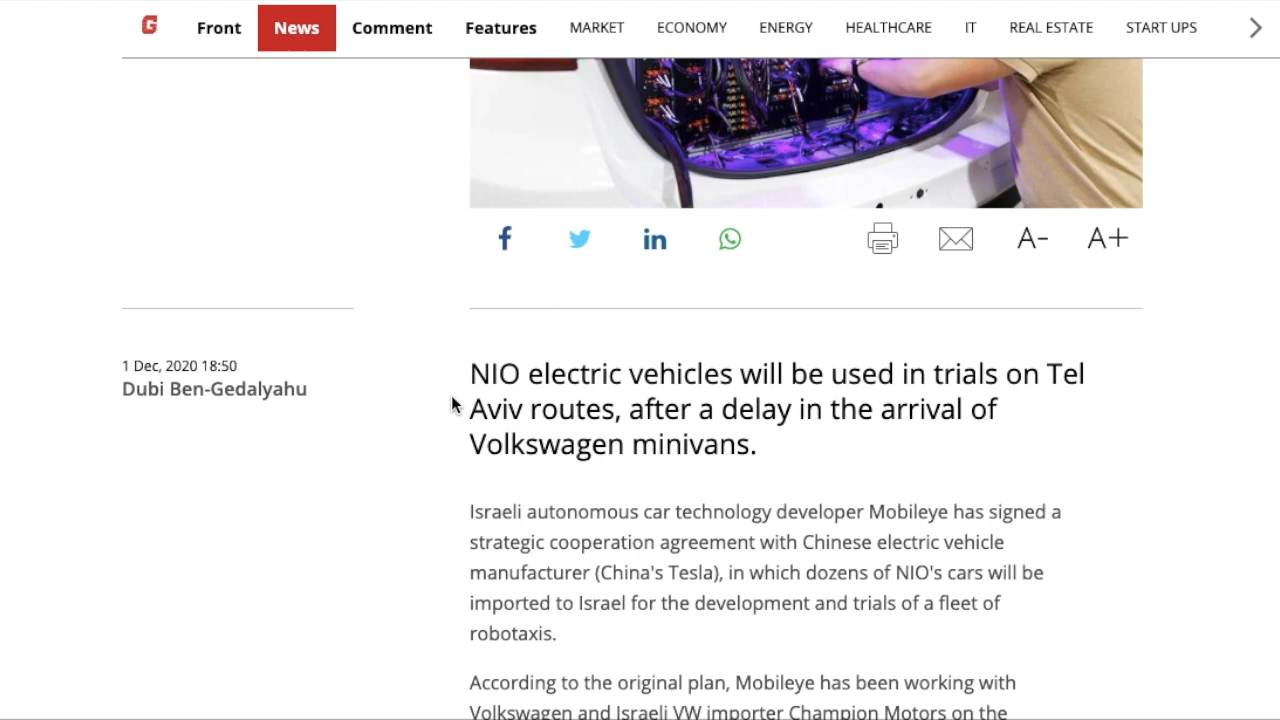 G Front News Comment Features MARKET ECONOMY ENERGY HEALTHCARE IT REAL ESTATE START UPS
A- A+
1 Dec, 2020 18:50
Dubi Ben-Gedalyahu
NIO electric vehicles will be used in trials on Tel
Aviv routes, after a delay in the arrival of
Volkswagen minivans.
Israeli autonomous car technology developer Mobileye has signed a
strategic cooperation agreement with Chinese electric vehicle
manufacturer (China's Tesla), in which dozens of NIO's cars will be
imported to Israel for the development and trials of a fleet of
robotaxis.
According to the original plan, Mobileye has been working with
Volkswagen and Israeli VW importer Champion Motors on the